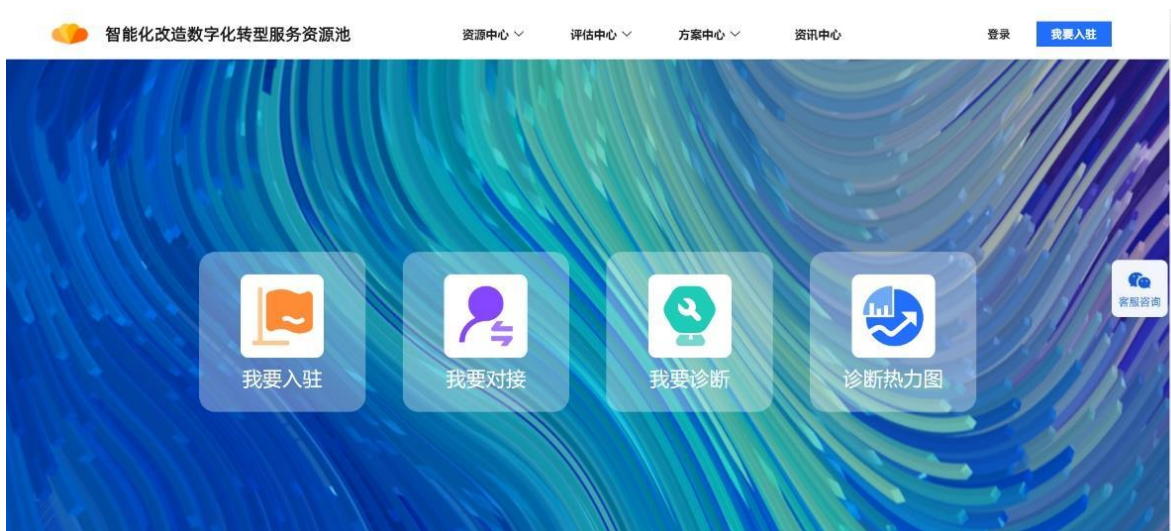 智能化改造数字化转型服务资源池
资源中心 评估中心 方案中心 资讯中心 登录 我要入驻
客服咨询
我要入驻 我要对接 我要诊断 诊断热力图